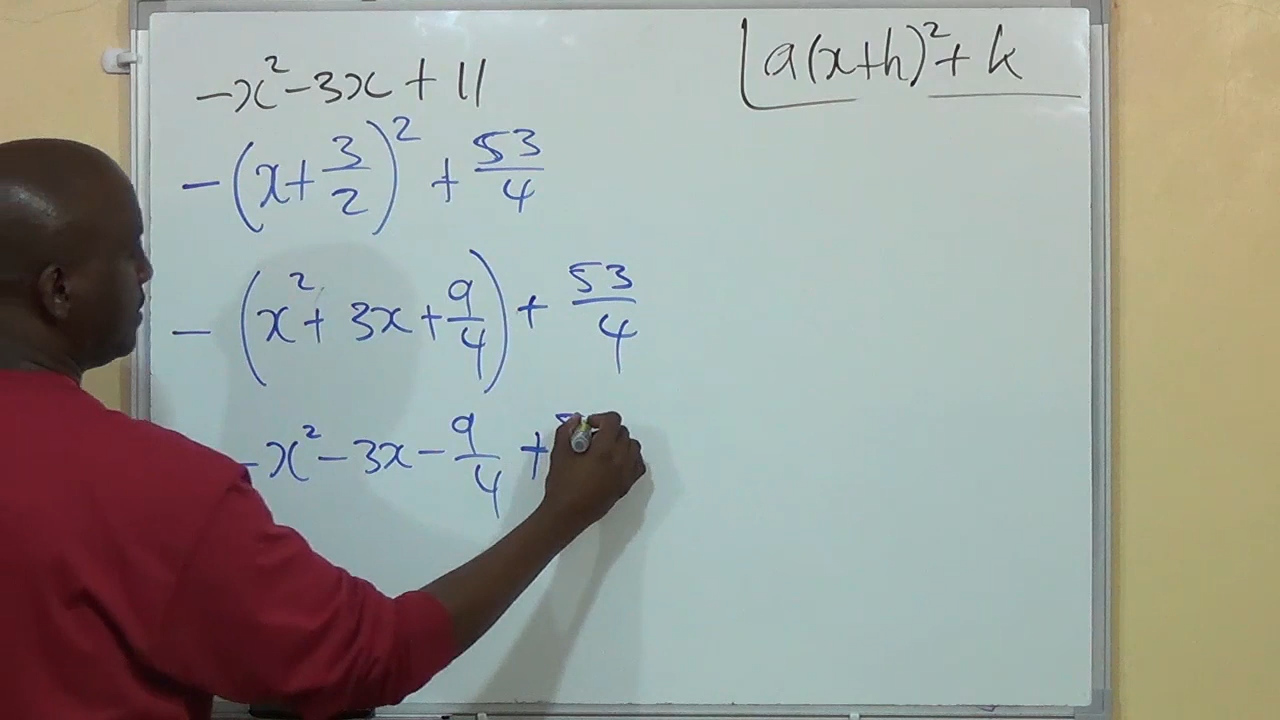 -x² - 3x + 11
a(x+h)² + k
-(x + 3/2)² + 53/4
-(x² + 3x + 9/4) + 53/4
-x² - 3x - 9/4 +